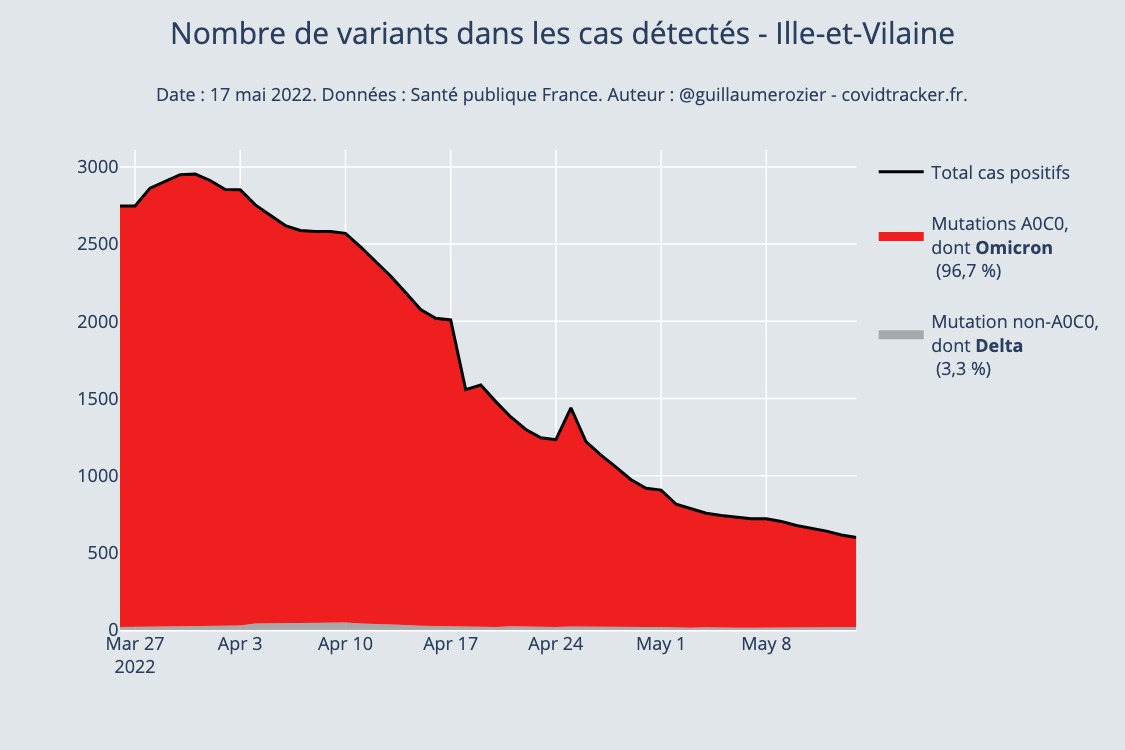 Nombre de variants dans les cas détectés - Ille-et-Vilaine
Date : 17 mai 2022. Données : Santé publique France. Auteur : @guillaumerozier - covidtracker.fr.
3000
2500
2000
1500
1000
500
0
Mar 27
2022
Apr 3
Apr 10
Apr 17
Apr 24
May 1
May 8
Total cas positifs
Mutations A0C0,
dont Omicron
(96,7 %)
Mutation non-A0C0,
dont Delta
(3,3 %)